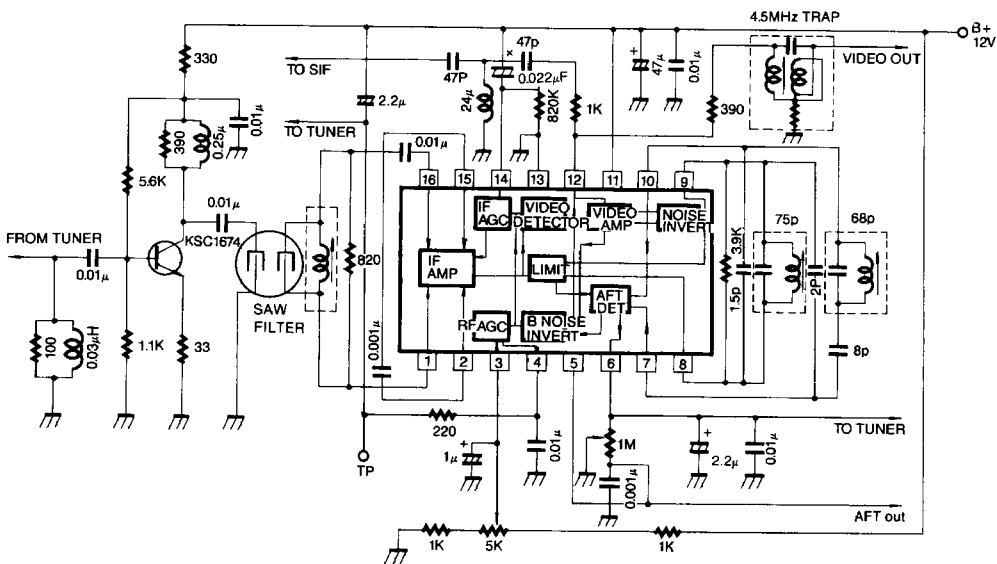 4.5MHz TRAP
B+
12V
VIDEO OUT
330
TO SIF
47P
47p
0.022µF
×
+
47µ
0.01µ
2.2µ
24µ
820K
1K
390
TO TUNER
390
0.25µ
0.01µ
5.6K
0.01µ
16
15
14
13
12
11
10
9
IF
AGC
VIDEO
DETECTOR
VIDEO
AMP
NOISE
INVERT
75p
68p
0.01µ
KSC1674
FROM TUNER
0.01µ
820
IF
AMP
LIMIT
3.9K
1.5p
2P
SAW
FILTER
AFT
DET
RF AGC
B NOISE
INVERT
100
0.03µH
1.1K
33
0.001µ
1
2
3
4
5
6
7
8
8p
220
TO TUNER
TP
+
1µ
0.01µ
1M
+
2.2µ
0.01µ
0.001µ
AFT out
1K
5K
1K